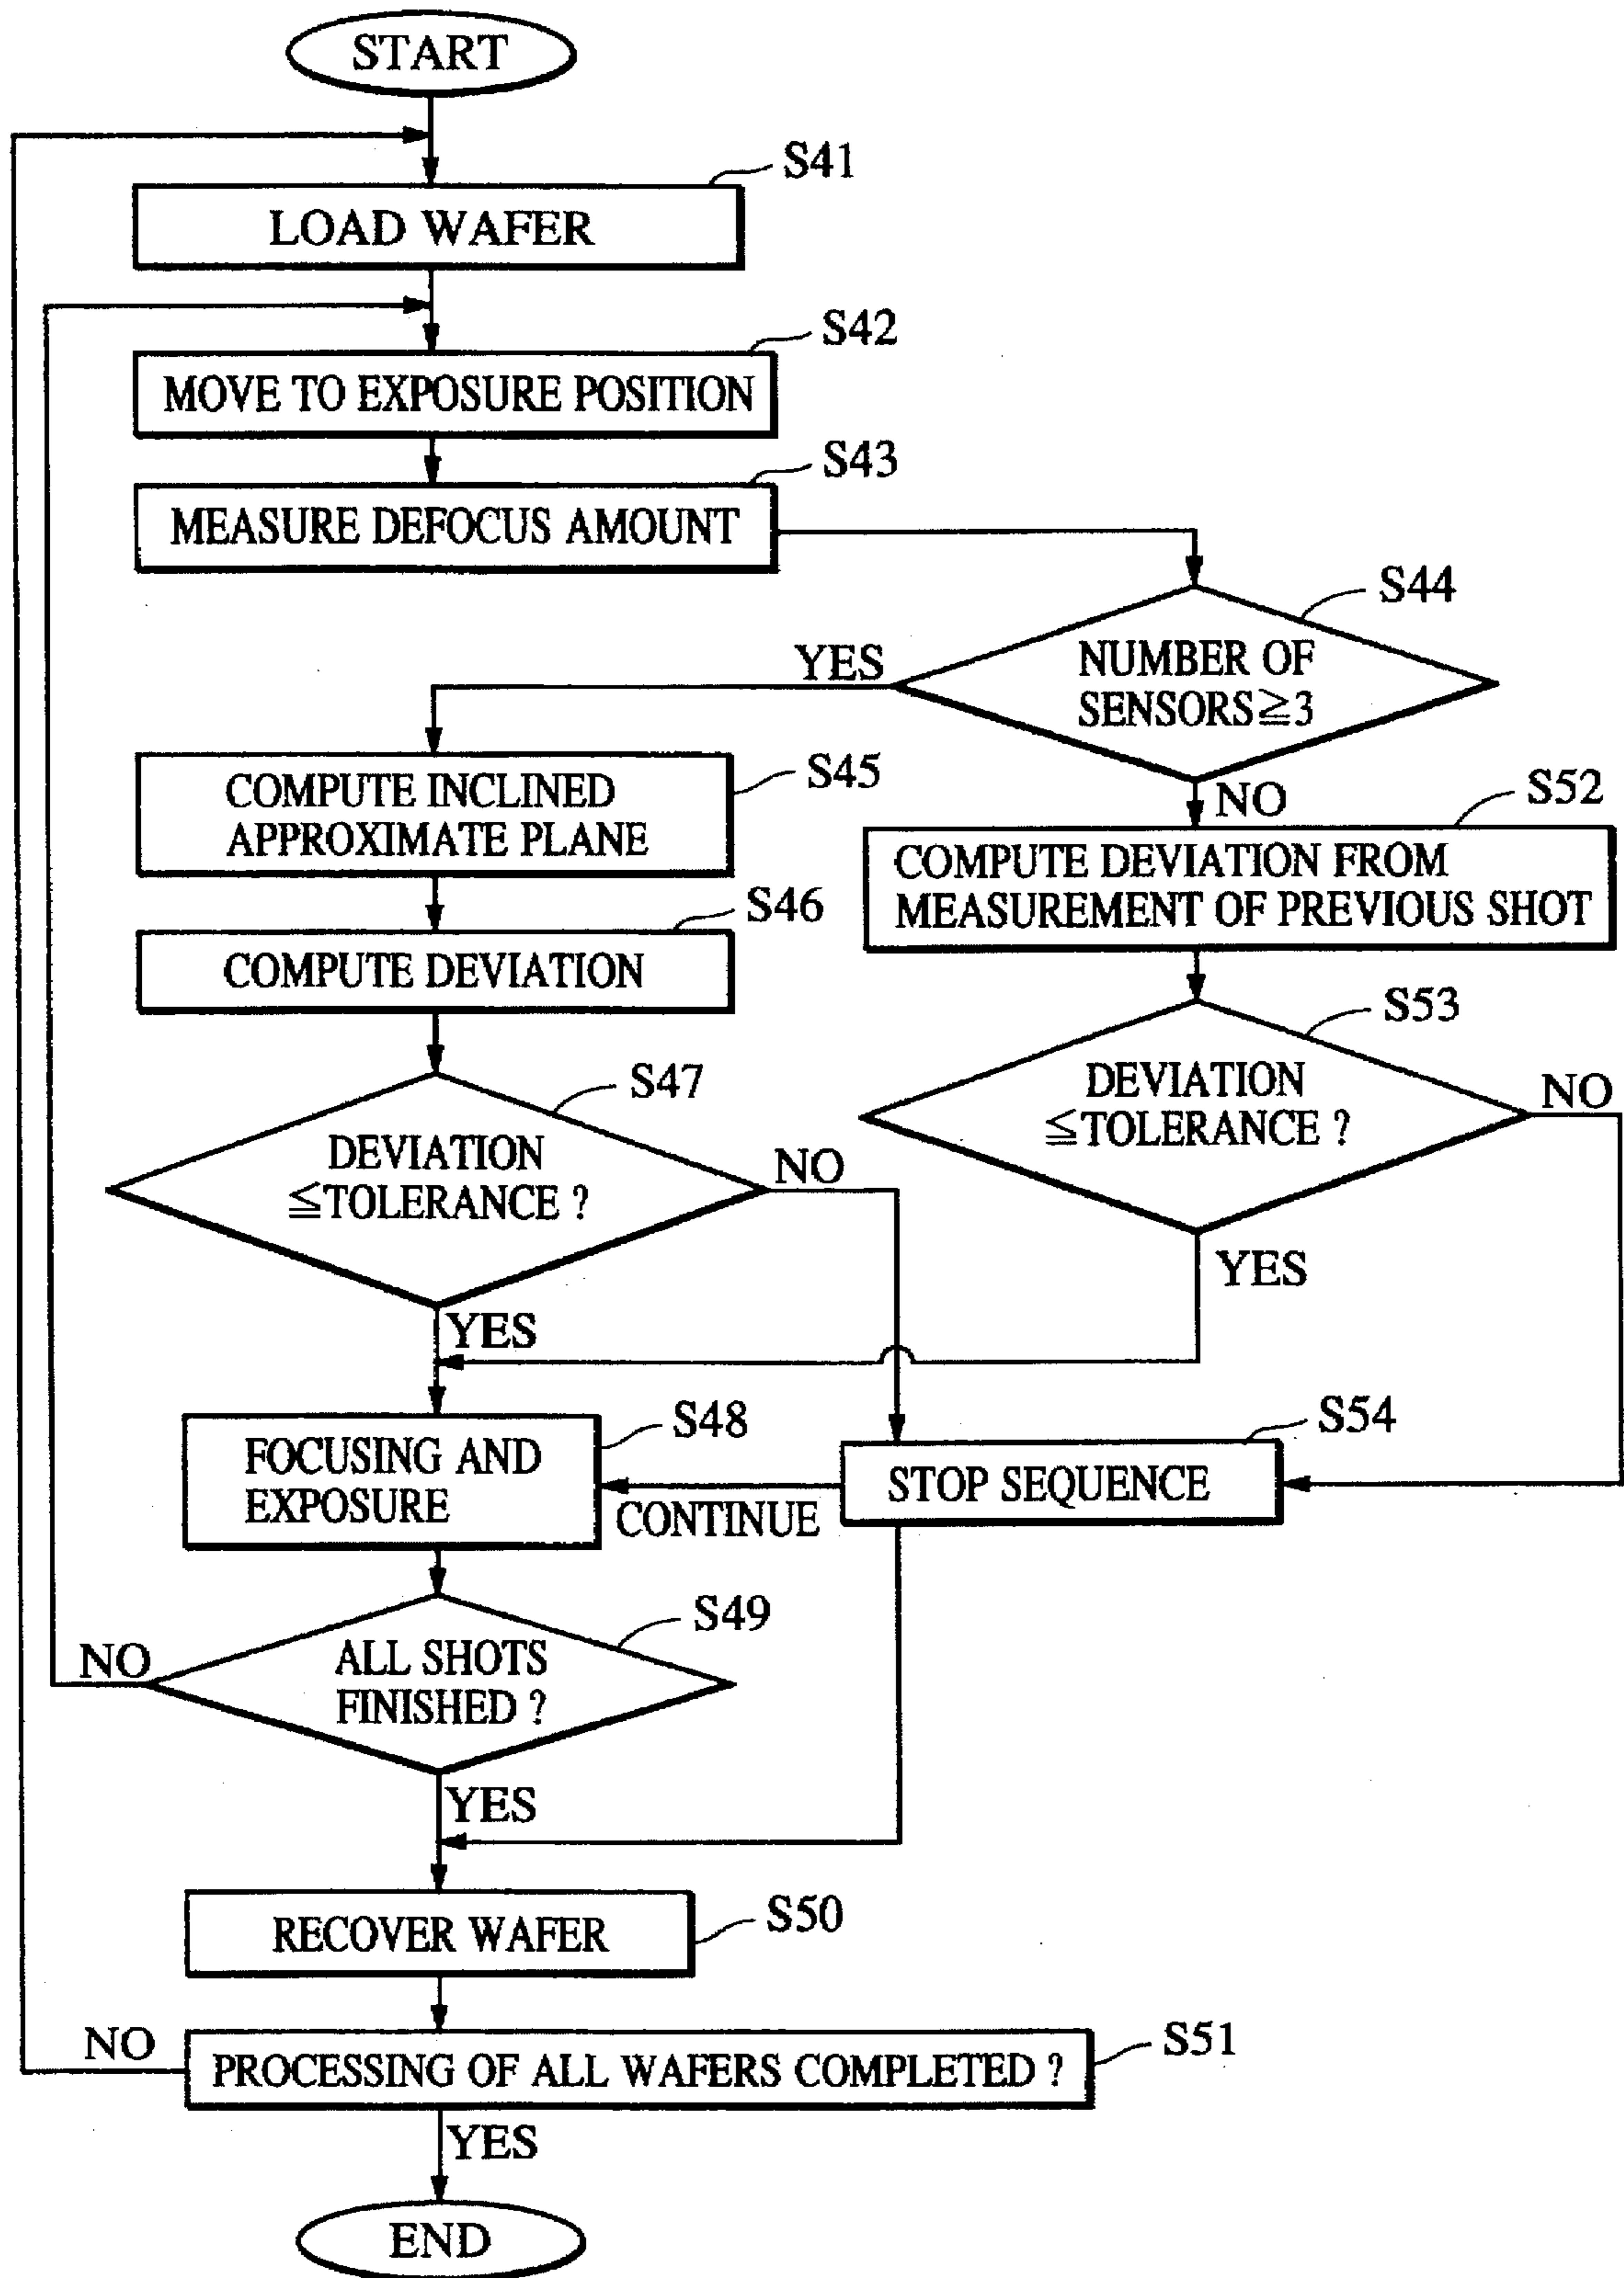 START
S41
LOAD WAFER
S42
MOVE TO EXPOSURE POSITION
S43
MEASURE DEFOCUS AMOUNT
S44
NUMBER OF
SENSORS≧3
YES
NO
S45
COMPUTE INCLINED
APPROXIMATE PLANE
S52
COMPUTE DEVIATION FROM
MEASUREMENT OF PREVIOUS SHOT
S46
COMPUTE DEVIATION
S53
DEVIATION
≦TOLERANCE ?
NO
YES
S47
DEVIATION
≦TOLERANCE ?
NO
YES
S48
FOCUSING AND
EXPOSURE
S54
STOP SEQUENCE
CONTINUE
S49
ALL SHOTS
FINISHED ?
NO
YES
S50
RECOVER WAFER
S51
PROCESSING OF ALL WAFERS COMPLETED ?
NO
YES
END